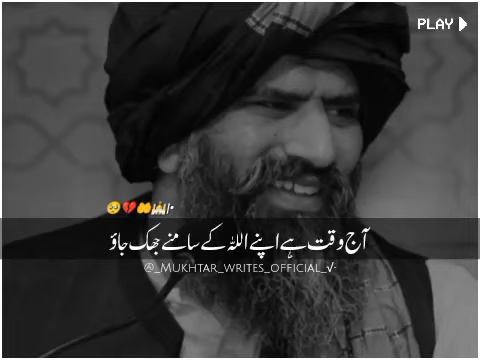 PLAY
آج وقت ہے اپنے اللہ کے سامنے جھک جاؤ
@_MUKHTAR_WRITES_OFFICIAL_√·